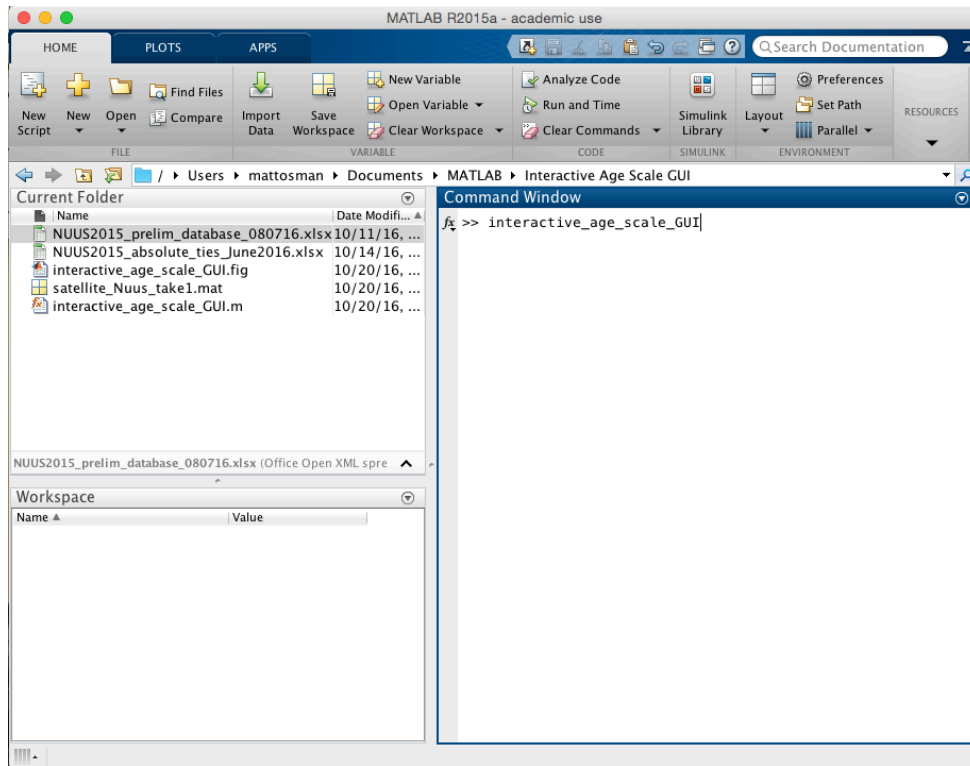 MATLAB R2015a - academic use
HOME PLOTS APPS Search Documentation
New Script
New
Open
Find Files
Compare
Import Data
Save Workspace
New Variable
Open Variable
Clear Workspace
Analyze Code
Run and Time
Clear Commands
Simulink Library
Layout
Preferences
Set Path
Parallel
RESOURCES
FILE VARIABLE CODE SIMULINK ENVIRONMENT
/ Users mattosman Documents MATLAB Interactive Age Scale GUI
Current Folder
Name Date Modifi...
NUUS2015_prelim_database_080716.xlsx 10/11/16, ...
NUUS2015_absolute_ties_June2016.xlsx 10/14/16, ...
interactive_age_scale_GUI.fig 10/20/16, ...
satellite_Nuus_take1.mat 10/20/16, ...
interactive_age_scale_GUI.m 10/20/16, ...
NUUS2015_prelim_database_080716.xlsx (Office Open XML spre
Workspace
Name Value
Command Window
fx >> interactive_age_scale_GUI